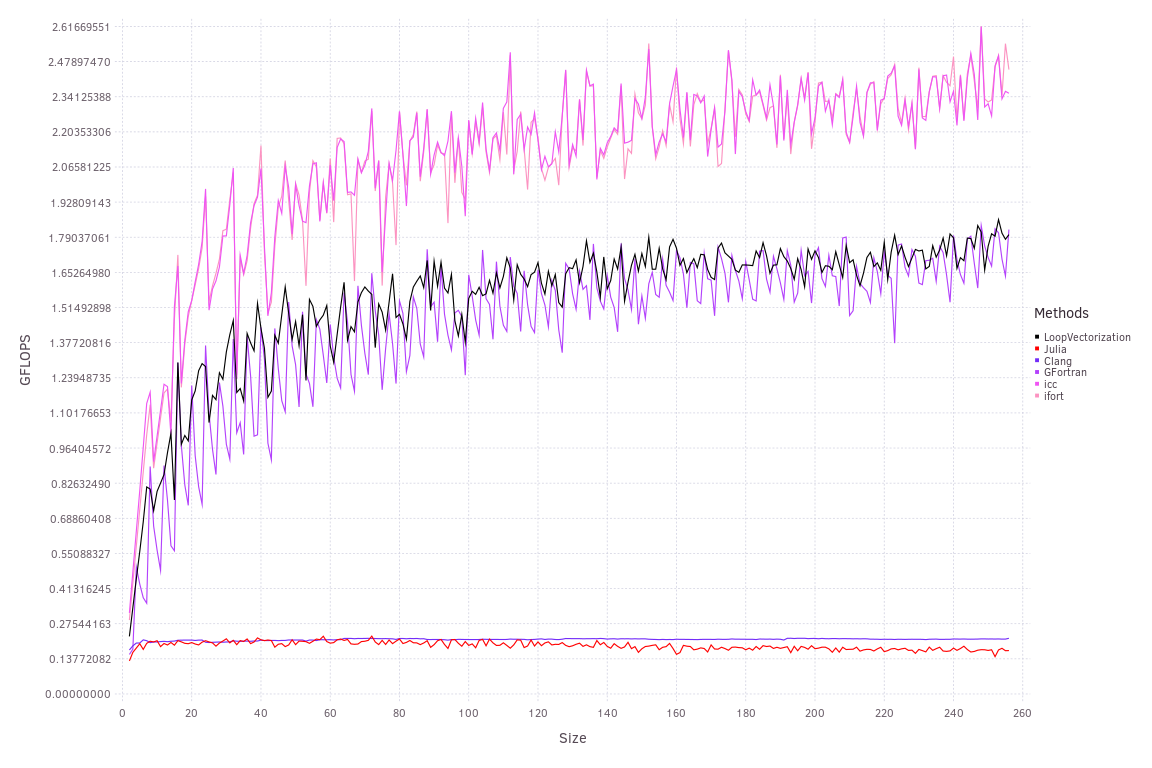 2.61669551
2.47897470
2.34125388
2.20353306
2.06581225
1.92809143
1.79037061
1.65264980
1.51492898
1.37720816
1.23948735
1.10176653
0.96404572
0.82632490
0.68860408
0.55088327
0.41316245
0.27544163
0.13772082
0.00000000
GFLOPS
0 20 40 60 80 100 120 140 160 180 200 220 240 260
Size
Methods
LoopVectorization
Julia
Clang
GFortran
icc
ifort